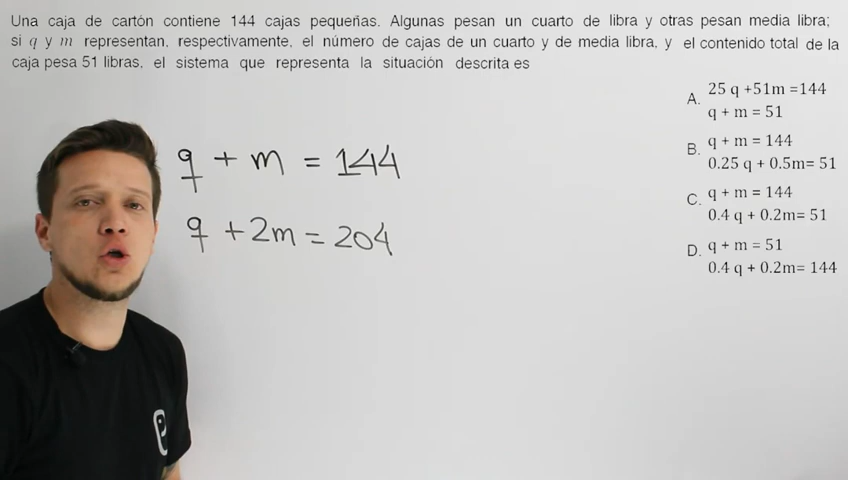 Una caja de cartón contiene 144 cajas pequeñas. Algunas pesan un cuarto de libra y otras pesan media libra;
si q y m representan, respectivamente, el número de cajas de un cuarto y de media libra, y el contenido total de la
caja pesa 51 libras, el sistema que representa la situación descrita es
A. 25 q +51m =144
q + m = 51
B. q + m = 144
0.25 q + 0.5m= 51
C. q + m = 144
0.4 q + 0.2m= 51
D. q + m = 51
0.4 q + 0.2m= 144
q + m = 144
q + 2m = 204